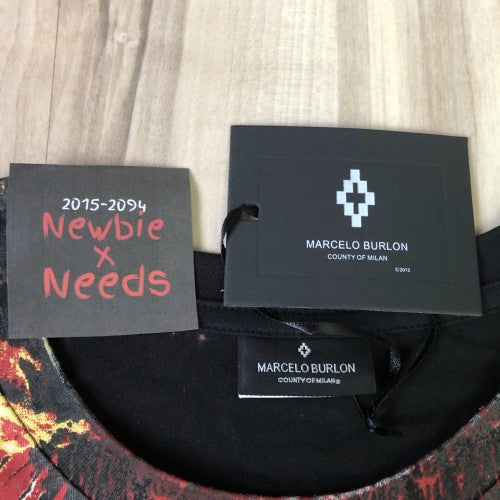 2015-2094
Newbie
x
Needs
MARCELO BURLON
COUNTY OF MILAN
©2012
MARCELO BURLON
COUNTY OF MILAN®